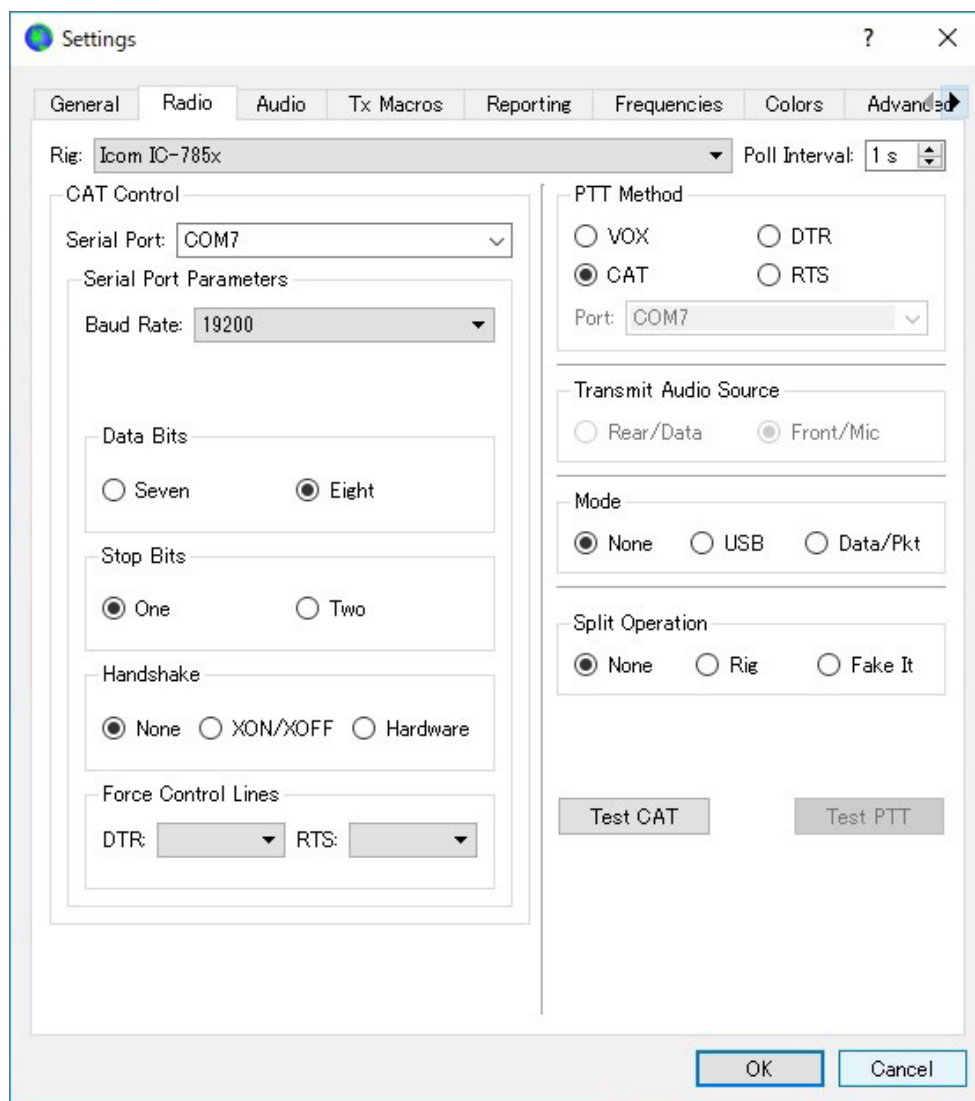 Settings
?
General Radio Audio Tx Macros Reporting Frequencies Colors Advanced
Rig: Icom IC-785x Poll Interval: 1 s
CAT Control
Serial Port: COM7
Serial Port Parameters
Baud Rate: 19200
Data Bits
Seven Eight
Stop Bits
One Two
Handshake
None XON/XOFF Hardware
Force Control Lines
DTR: RTS:
PTT Method
VOX DTR
CAT RTS
Port: COM7
Transmit Audio Source
Rear/Data Front/Mic
Mode
None USB Data/Pkt
Split Operation
None Rig Fake It
Test CAT Test PTT
OK Cancel